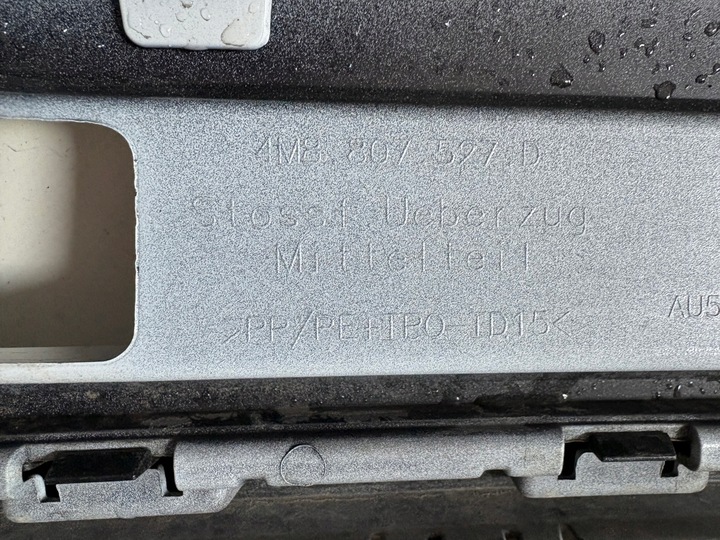 4M8 807 527 D
Stossf Ueberzug
Mittelteil
>PP/PE+TPO-TD15<
AU5